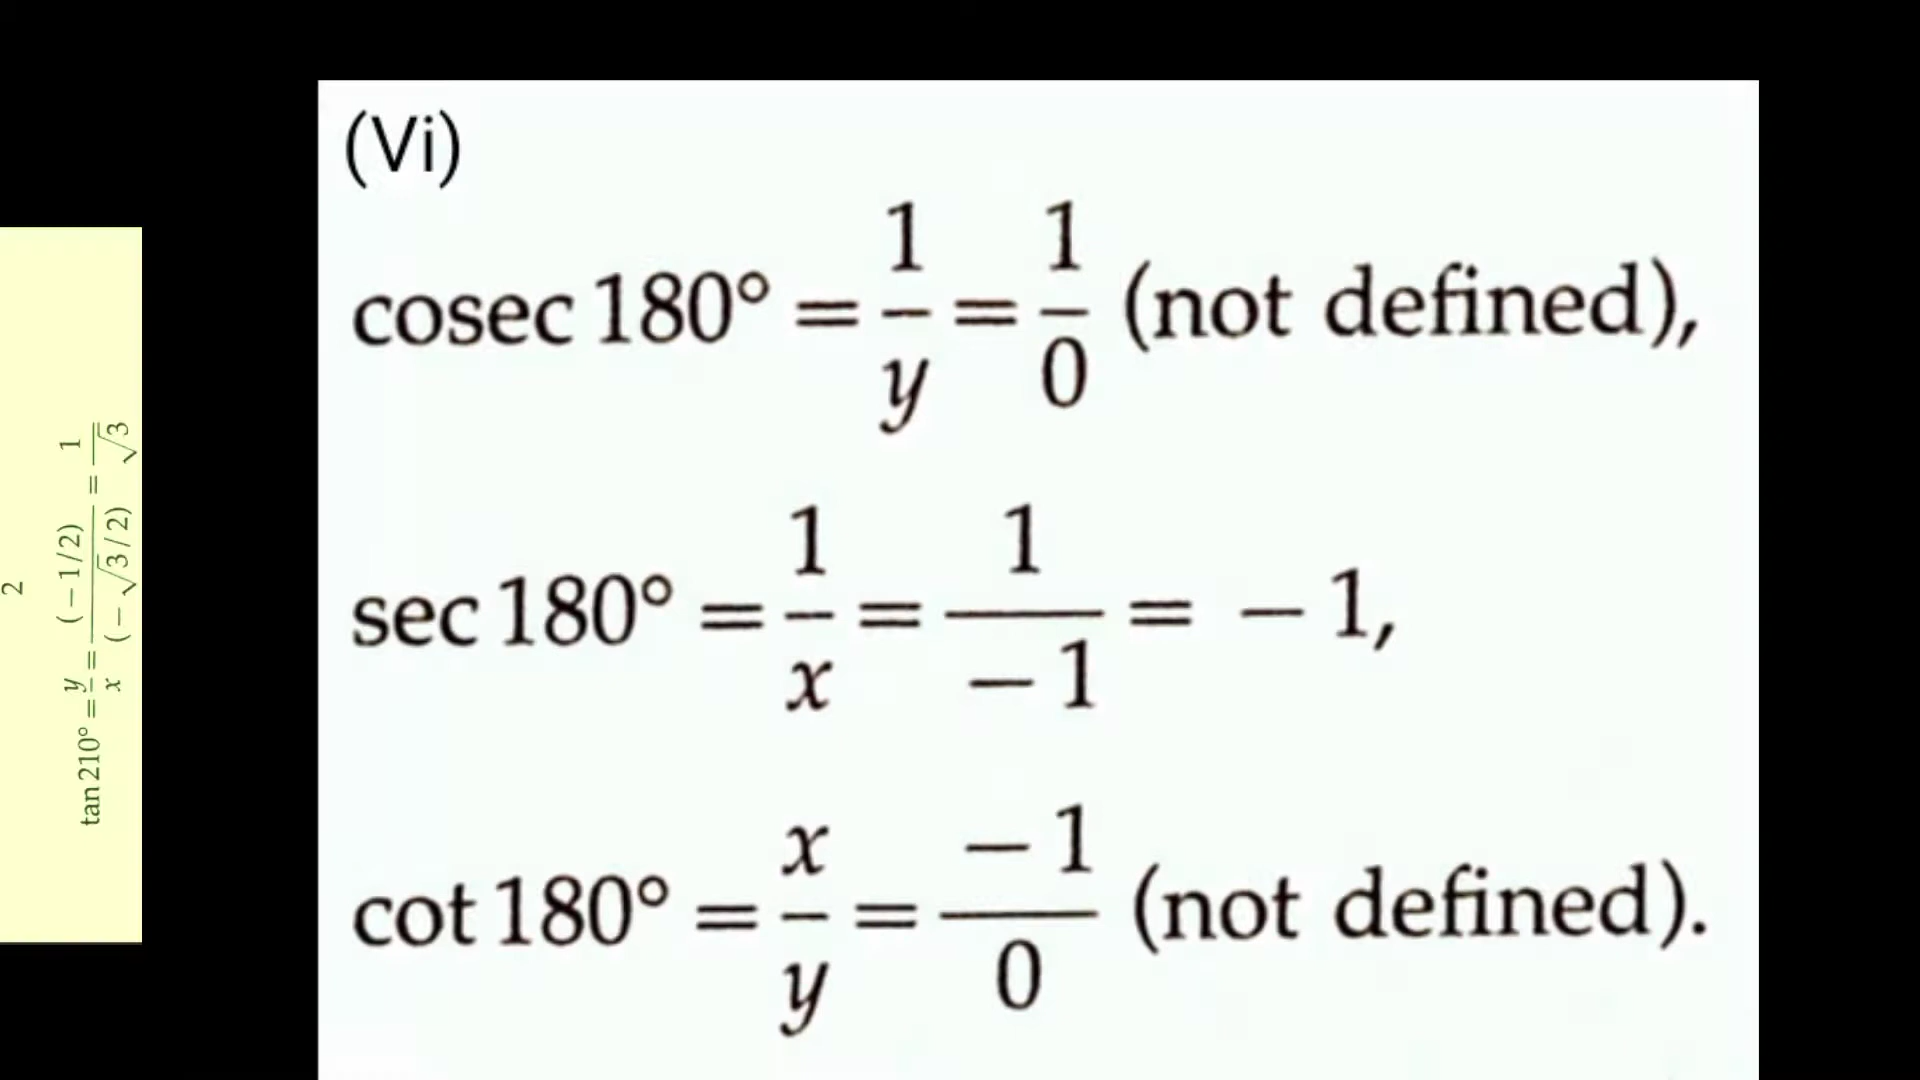 (Vi)
cosec 180° = 1/y = 1/0 (not defined),
sec 180° = 1/x = 1/−1 = − 1,
cot 180° = x/y = −1/0 (not defined).
2
tan 210° = y/x = (− 1/2)/(− √3/2) = 1/√3